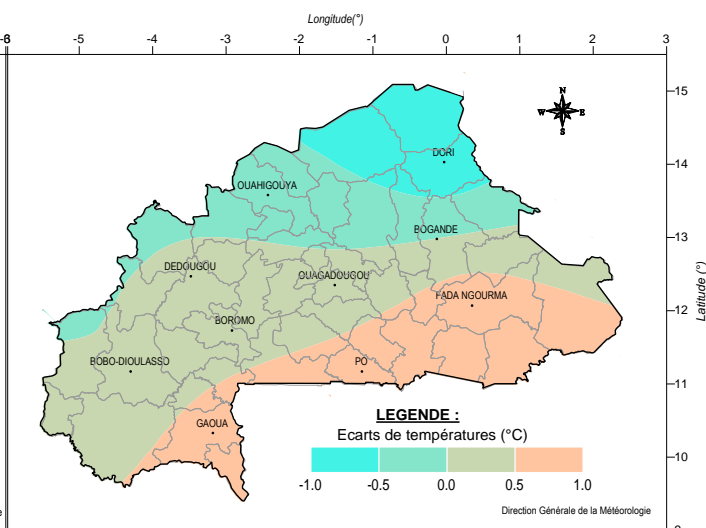 Longitude(°)
-8 -5 -4 -3 -2 -1 0 1 2 3
15
N
W E
S
DORI
14
OUAHIGOUYA
BOGANDE
13
DEDOUGOU
OUAGADOUGOU
Latitude (°)
FADA NGOURMA
12
BOROMO
BOBO-DIOULASSO
PO
11
LEGENDE :
GAOUA
Ecarts de températures (°C)
10
-1.0 -0.5 0.0 0.5 1.0
Direction Générale de la Météorologie
e